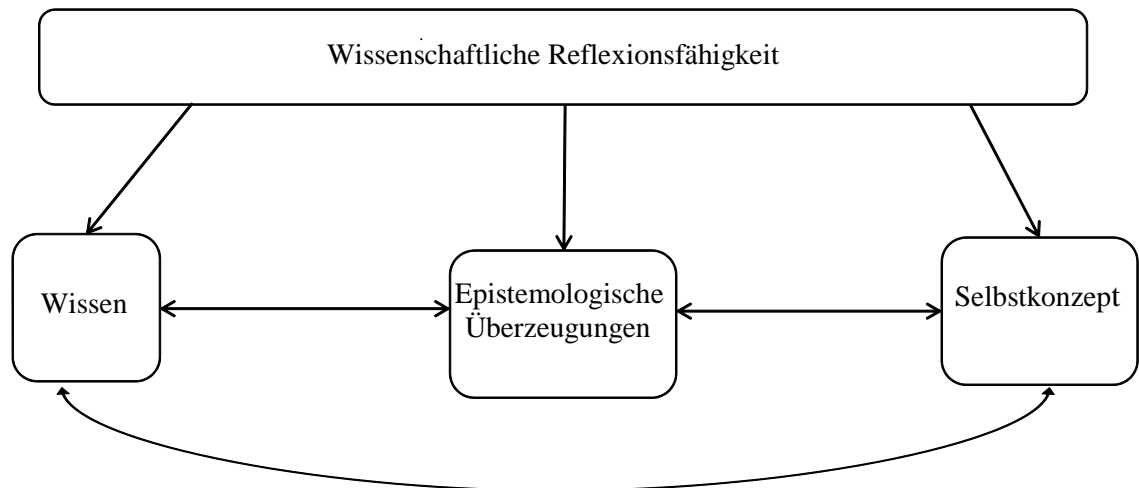 Wissenschaftliche Reflexionsfähigkeit
Wissen
Epistemologische
Überzeugungen
Selbstkonzept